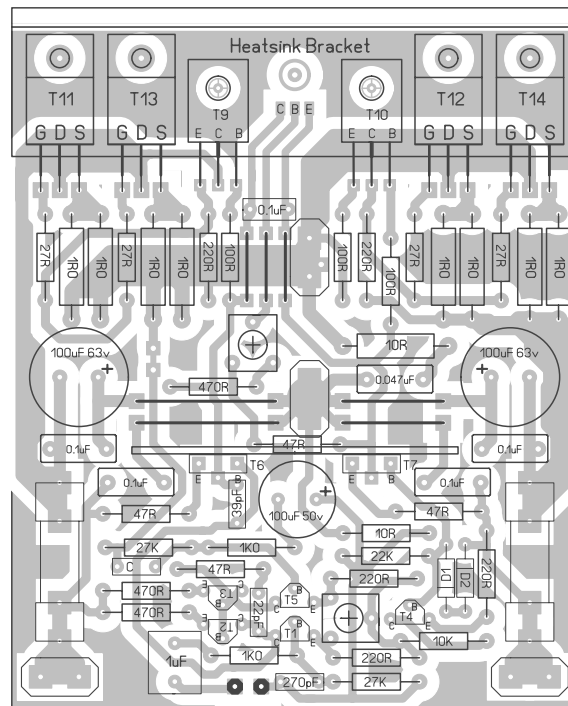 Heatsink Bracket
T11 T13 T9 T10 T12 T14
C B E
G D S G D S E C B E C B G D S G D S
0.1uF
27R 1R0 1R0 27R 1R0 1R0 220R 100R 100R 220R 100R 27R 1R0 1R0 27R 1R0 1R0
100uF 63v + 10R 100uF 63v +
470R 0.047uF
47R
0.1uF 0.1uF
T6 T7
E B E B
0.1uF 39pF + 0.1uF
47R 100uF 50v 47R
10R
27K 1K0 22K
C 47R 220R D1 D2 220R
470R C T3 E 22pF T5 C E C T4 E
470R C T2 E T1 C E
10K
1uF 1K0 220R
270pF 27K